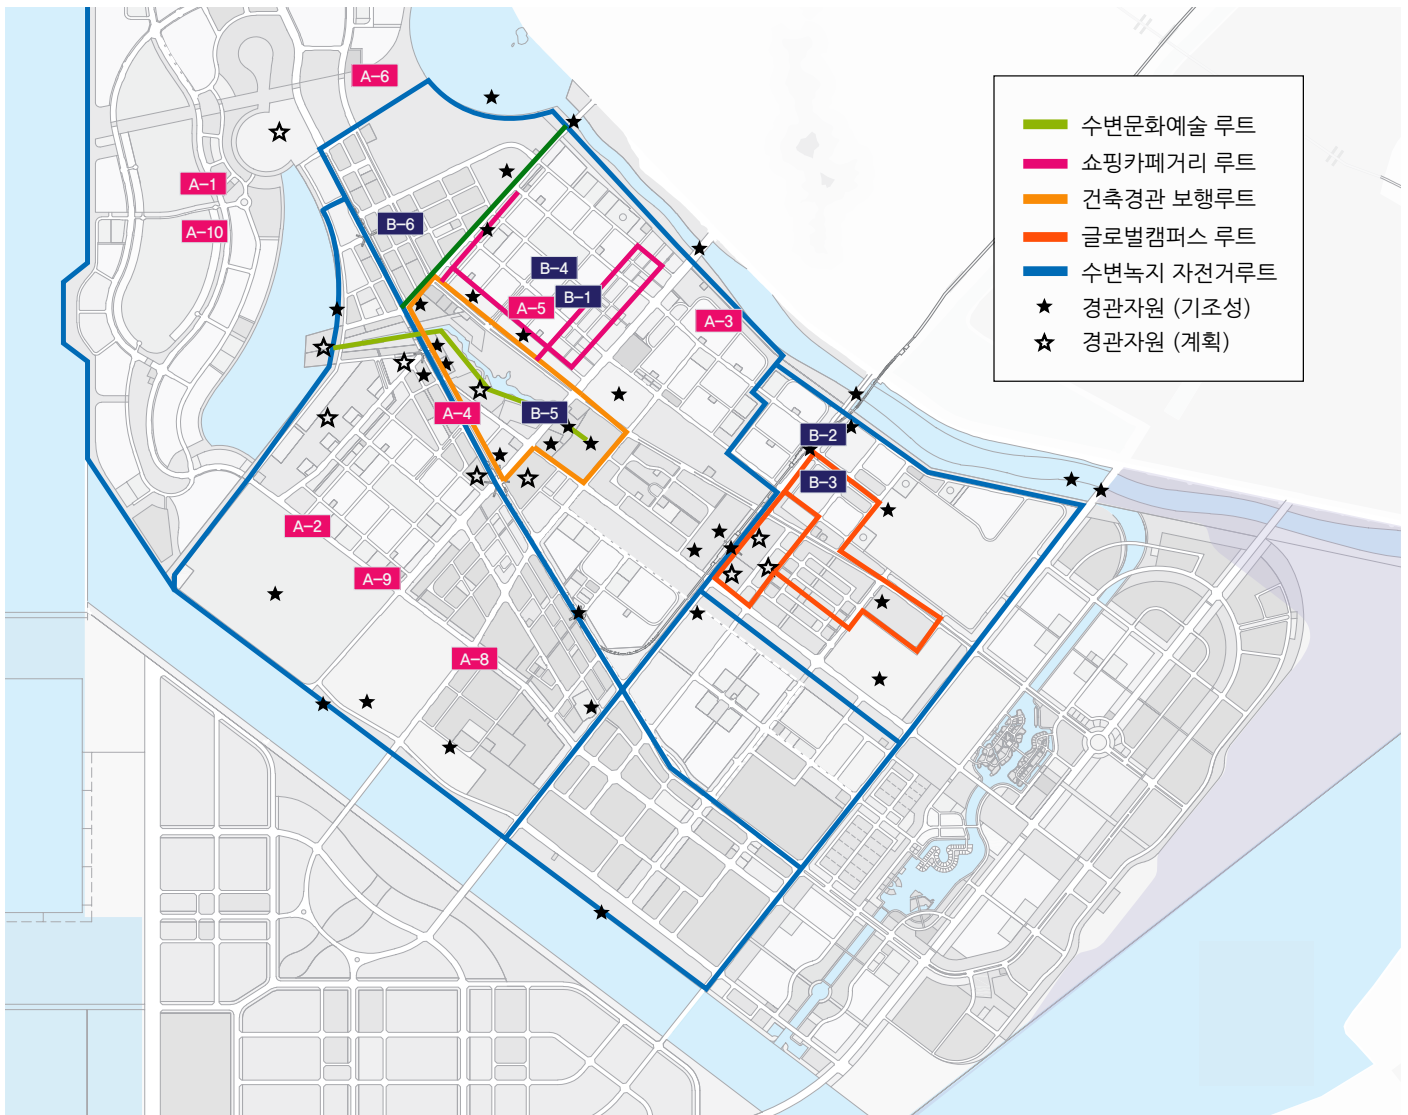 A-6
수변문화예술 루트
쇼핑카페거리 루트
건축경관 보행루트
글로벌캠퍼스 루트
수변녹지 자전거루트
경관자원 (기조성)
경관자원 (계획)
A-1
A-10
B-6
B-4
B-1
A-5
A-3
A-4
B-5
B-2
B-3
A-2
A-9
A-8